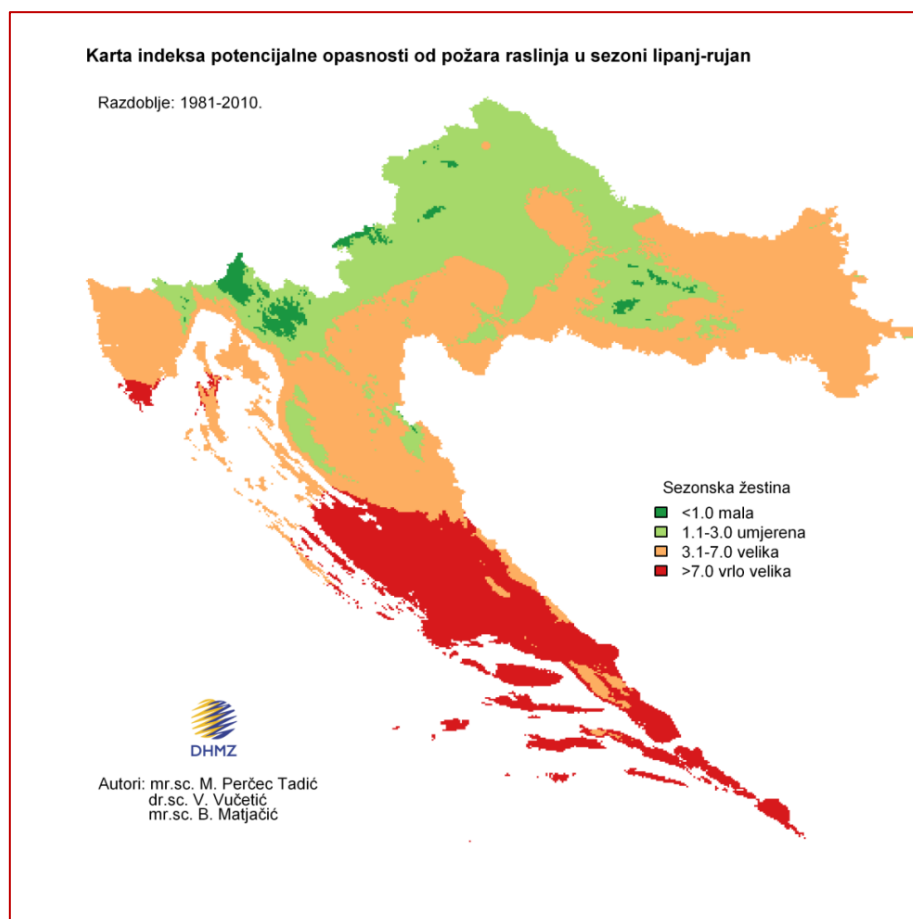 Karta indeksa potencijalne opasnosti od požara raslinja u sezoni lipanj-rujan
Razdoblje: 1981-2010.
Sezonska žestina
<1.0 mala
1.1-3.0 umjerena
3.1-7.0 velika
>7.0 vrlo velika
DHMZ
Autori: mr.sc. M. Perčec Tadić
dr.sc. V. Vučetić
mr.sc. B. Matjačić